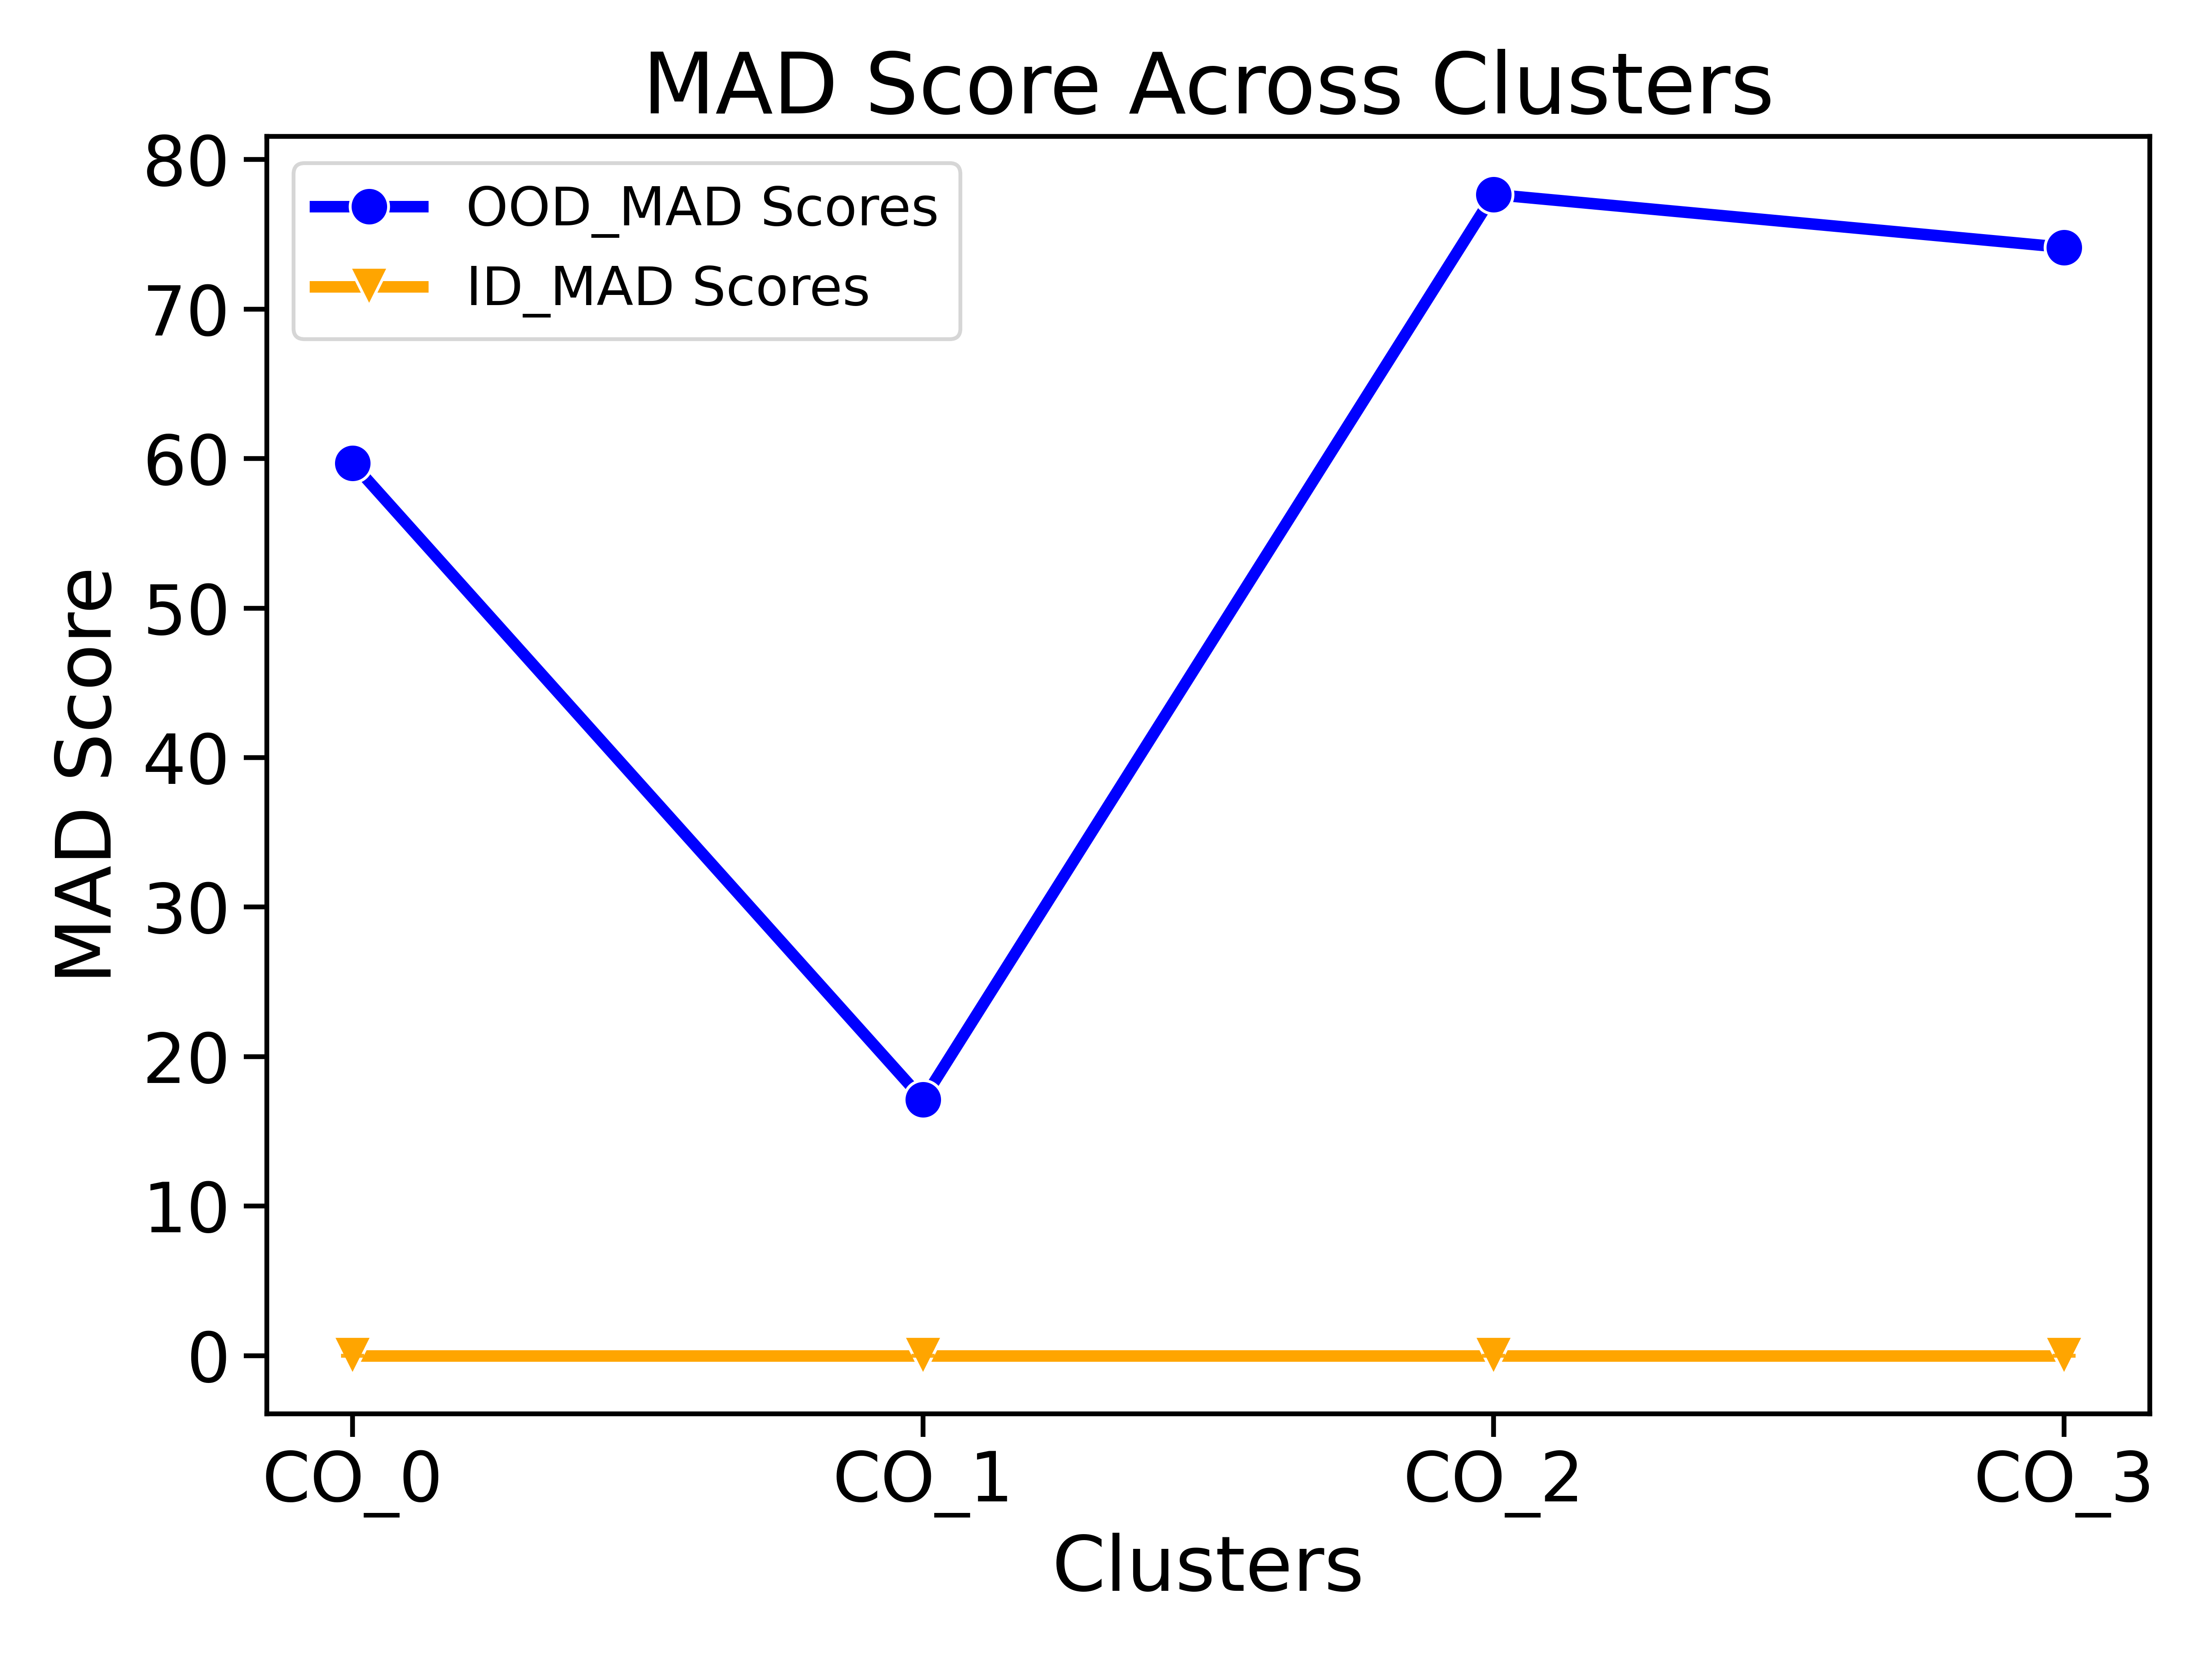 MAD Score Across Clusters
OOD_MAD Scores
ID_MAD Scores
MAD Score
80
70
60
50
40
30
20
10
0
CO_0 CO_1 CO_2 CO_3
Clusters